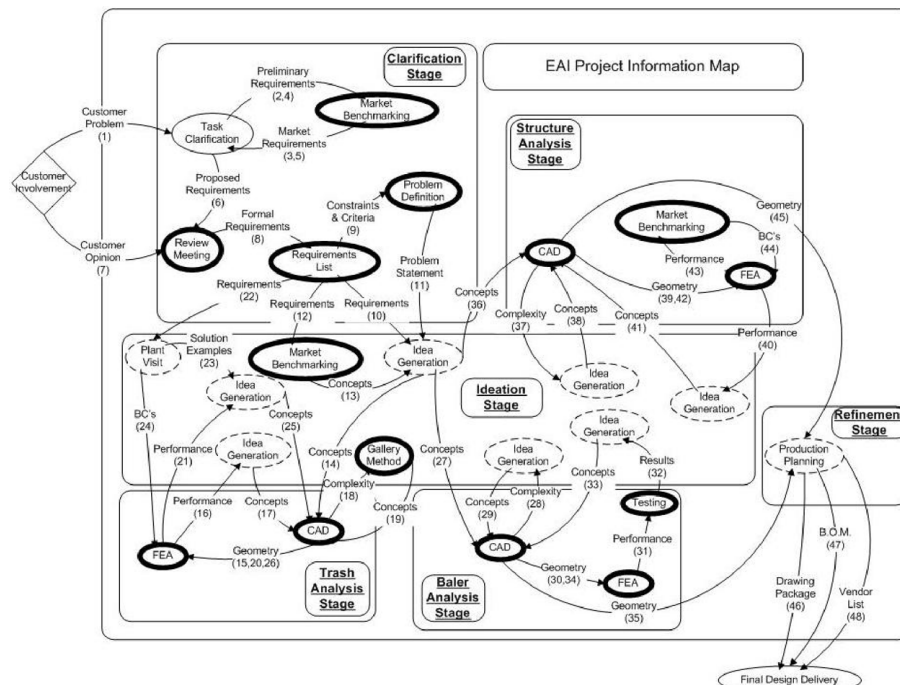 EAI Project Information Map
Clarification
Stage
Preliminary
Requirements
(2,4)
Market
Benchmarking
Customer
Problem
(1)
Task
Clarification
Market
Requirements
(3,5)
Customer
Involvement
Proposed
Requirements
(6)
Problem
Definition
Constraints
& Criteria
(9)
Formal
Requirements
(8)
Customer
Opinion
(7)
Review
Meeting
Requirements
List
Problem
Statement
(11)
Requirements
(22)
Requirements
(12)
Requirements
(10)
Structure
Analysis
Stage
Geometry
(45)
Market
Benchmarking
BC's
(44)
CAD
Performance
(43)
FEA
Geometry
(39,42)
Concepts
(36)
Complexity
(37)
Concepts
(38)
Concepts
(41)
Performance
(40)
Plant
Visit
Solution
Examples
(23)
Market
Benchmarking
Idea
Generation
Concepts
(13)
Idea
Generation
Ideation
Stage
Idea
Generation
Idea
Generation
BC's
(24)
Concepts
(25)
Performance
(21)
Idea
Generation
Concepts
(14)
Gallery
Method
Concepts
(27)
Idea
Generation
Idea
Generation
Results
(32)
Concepts
(33)
Complexity
(18)
Performance
(16)
Concepts
(17)
Concepts
(19)
Concepts
(29)
Complexity
(28)
Testing
Refinement
Stage
Production
Planning
CAD
FEA
Geometry
(15,20,26)
Trash
Analysis
Stage
CAD
Performance
(31)
Geometry
(30,34)
FEA
Baler
Analysis
Stage
Geometry
(35)
B.O.M.
(47)
Drawing
Package
(46)
Vendor
List
(48)
Final Design Delivery